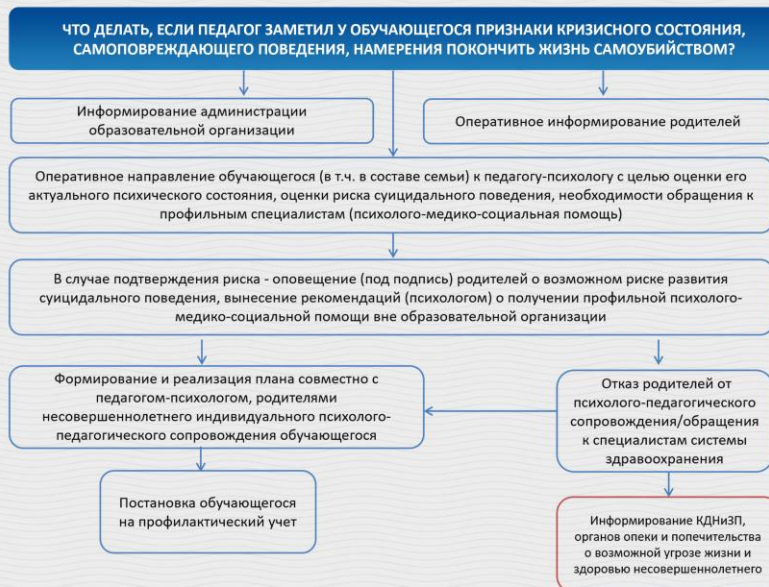 ЧТО ДЕЛАТЬ, ЕСЛИ ПЕДАГОГ ЗАМЕТИЛ У ОБУЧАЮЩЕГОСЯ ПРИЗНАКИ КРИЗИСНОГО СОСТОЯНИЯ,
САМОПОВРЕЖДАЮЩЕГО ПОВЕДЕНИЯ, НАМЕРЕНИЯ ПОКОНЧИТЬ ЖИЗНЬ САМОУБИЙСТВОМ?
Информирование администрации
образовательной организации
Оперативное информирование родителей
Оперативное направление обучающегося (в т.ч. в составе семьи) к педагогу-психологу с целью оценки его
актуального психического состояния, оценки риска суицидального поведения, необходимости обращения к
профильным специалистам (психолого-медико-социальная помощь)
В случае подтверждения риска - оповещение (под подпись) родителей о возможном риске развития
суицидального поведения, вынесение рекомендаций (психологом) о получении профильной психолого-
медико-социальной помощи вне образовательной организации
Формирование и реализация плана совместно с
педагогом-психологом, родителями
несовершеннолетнего индивидуального психолого-
педагогического сопровождения обучающегося
Отказ родителей от
психолого-педагогического
сопровождения/обращения
к специалистам системы
здравоохранения
Постановка обучающегося
на профилактический учет
Информирование КДНиЗП,
органов опеки и попечительства
о возможной угрозе жизни и
здоровью несовершеннолетнего